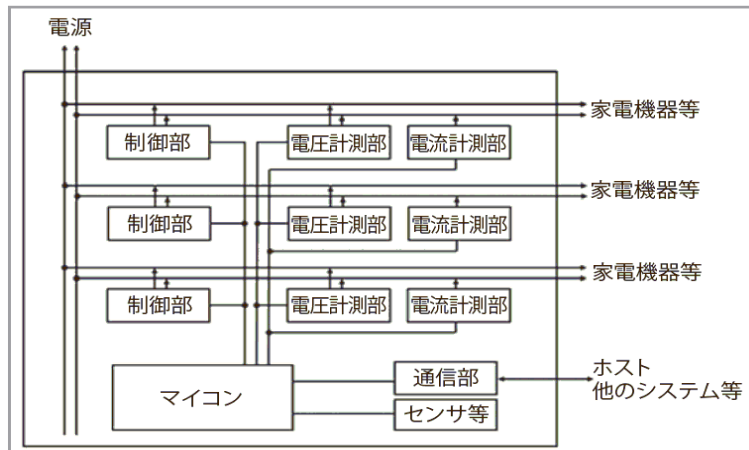 電源
家電機器等
制御部
電圧計測部
電流計測部
家電機器等
制御部
電圧計測部
電流計測部
家電機器等
制御部
電圧計測部
電流計測部
マイコン
通信部
センサ等
ホスト
他のシステム等